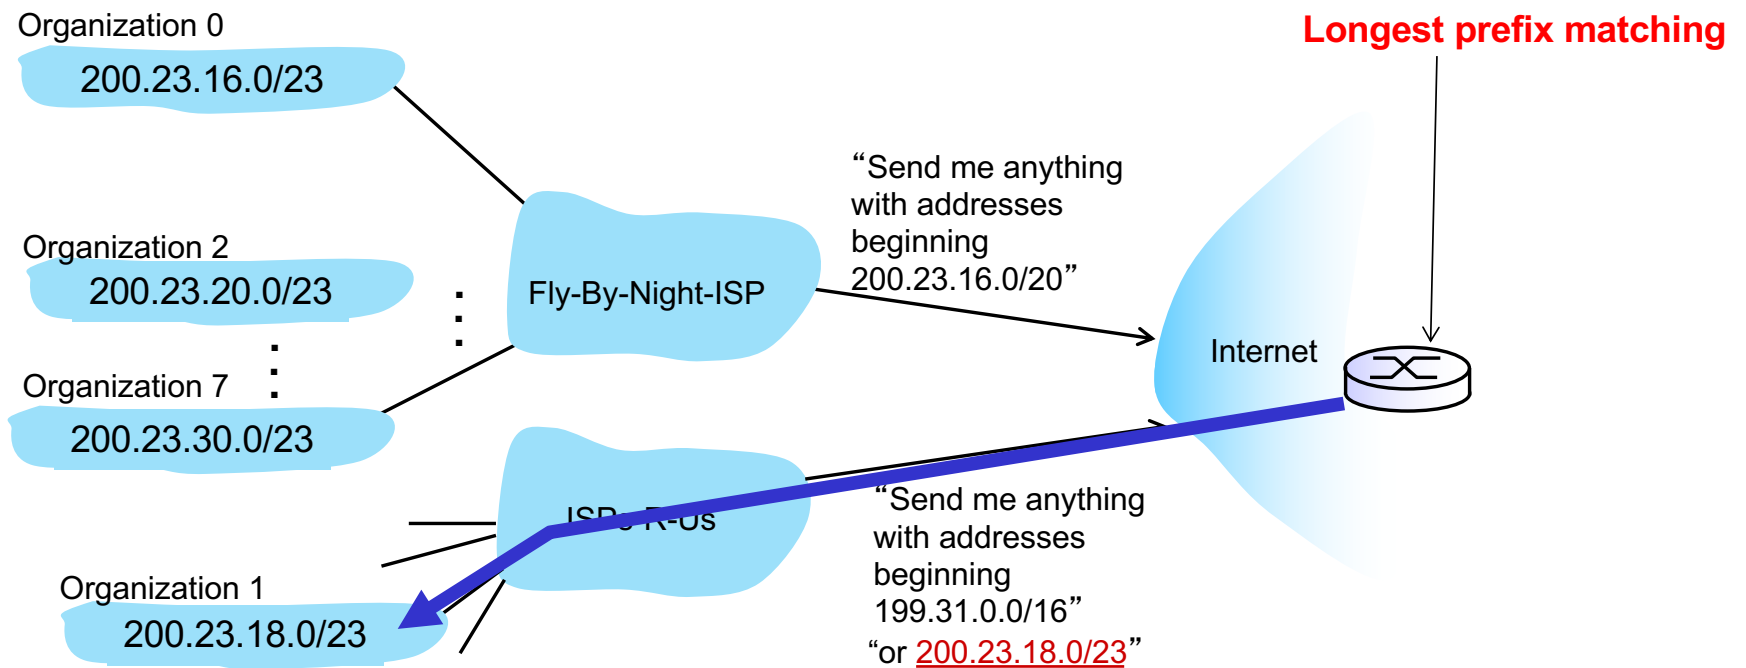 Organization 0
200.23.16.0/23
Organization 2
200.23.20.0/23
Organization 7
200.23.30.0/23
Organization 1
200.23.18.0/23
Fly-By-Night-ISP
ISPs-R-Us
“Send me anything
with addresses
beginning
200.23.16.0/20”
“Send me anything
with addresses
beginning
199.31.0.0/16”
“or 200.23.18.0/23”
Internet
Longest prefix matching